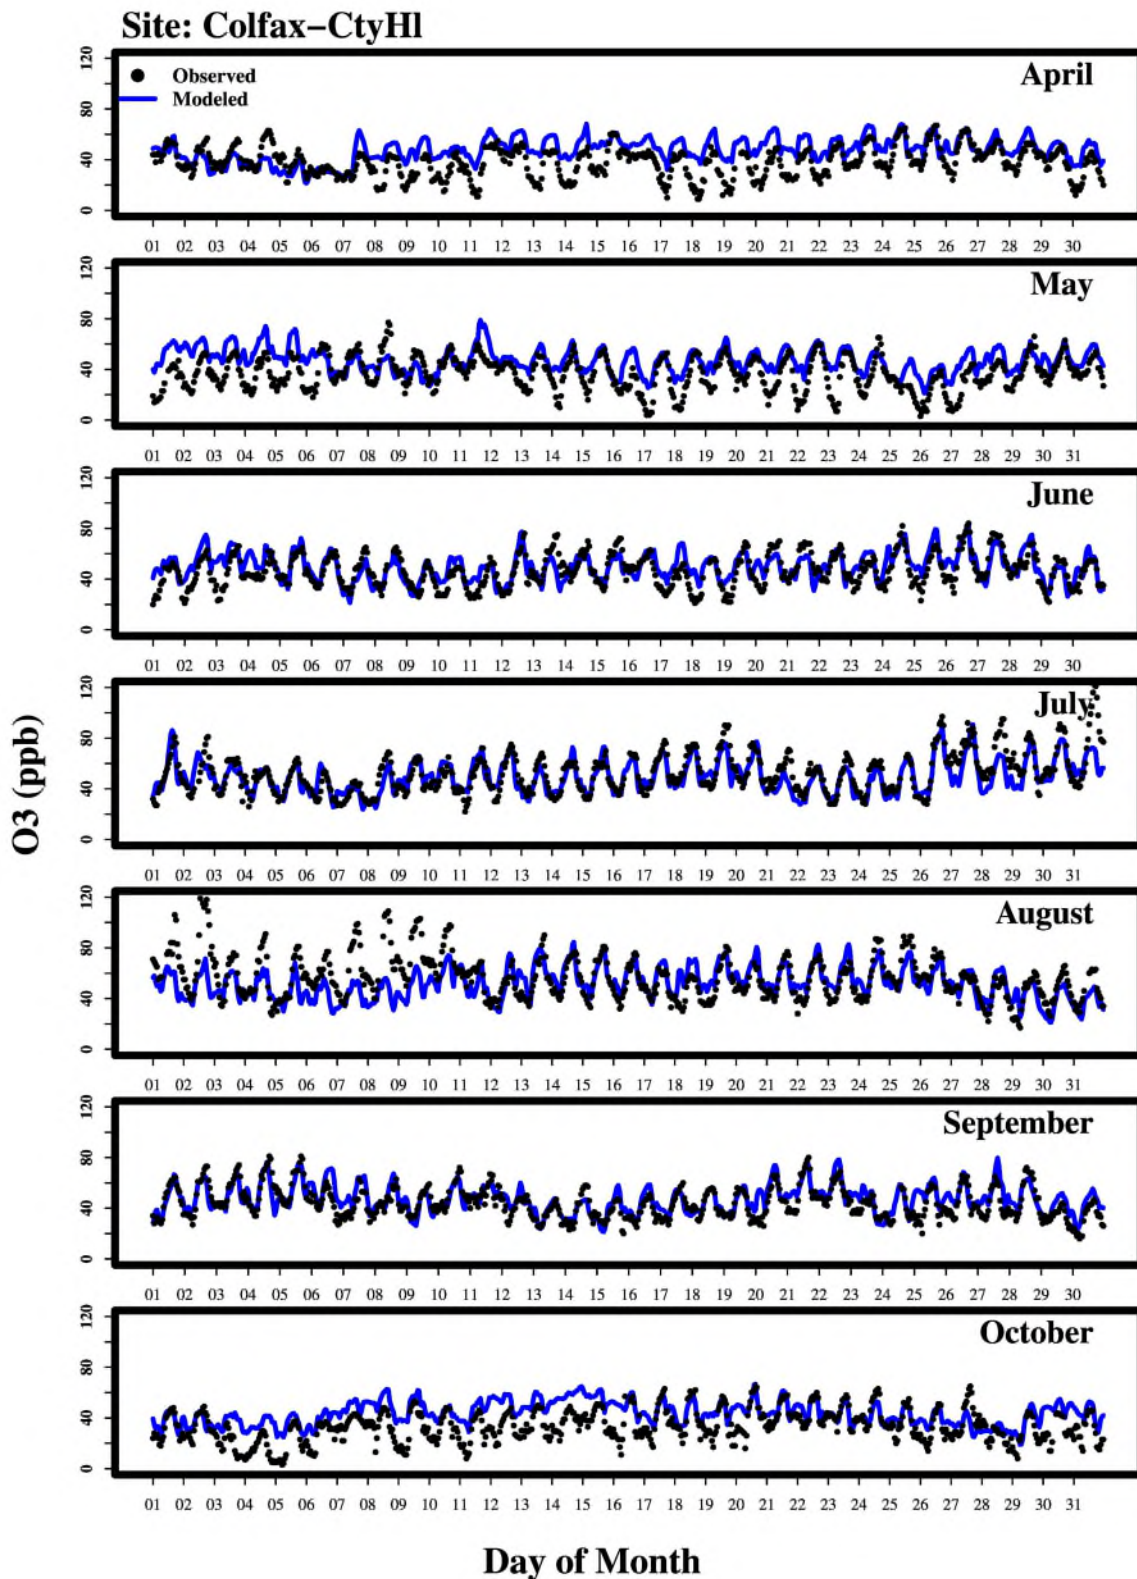 Site: Colfax−CtyHl
O3 (ppb)
Observed
Modeled
April
0 40 80 120
01 02 03 04 05 06 07 08 09 10 11 12 13 14 15 16 17 18 19 20 21 22 23 24 25 26 27 28 29 30
May
0 40 80 120
01 02 03 04 05 06 07 08 09 10 11 12 13 14 15 16 17 18 19 20 21 22 23 24 25 26 27 28 29 30 31
June
0 40 80 120
01 02 03 04 05 06 07 08 09 10 11 12 13 14 15 16 17 18 19 20 21 22 23 24 25 26 27 28 29 30
July
0 40 80 120
01 02 03 04 05 06 07 08 09 10 11 12 13 14 15 16 17 18 19 20 21 22 23 24 25 26 27 28 29 30 31
August
0 40 80 120
01 02 03 04 05 06 07 08 09 10 11 12 13 14 15 16 17 18 19 20 21 22 23 24 25 26 27 28 29 30 31
September
0 40 80 120
01 02 03 04 05 06 07 08 09 10 11 12 13 14 15 16 17 18 19 20 21 22 23 24 25 26 27 28 29 30
October
0 40 80 120
01 02 03 04 05 06 07 08 09 10 11 12 13 14 15 16 17 18 19 20 21 22 23 24 25 26 27 28 29 30 31
Day of Month